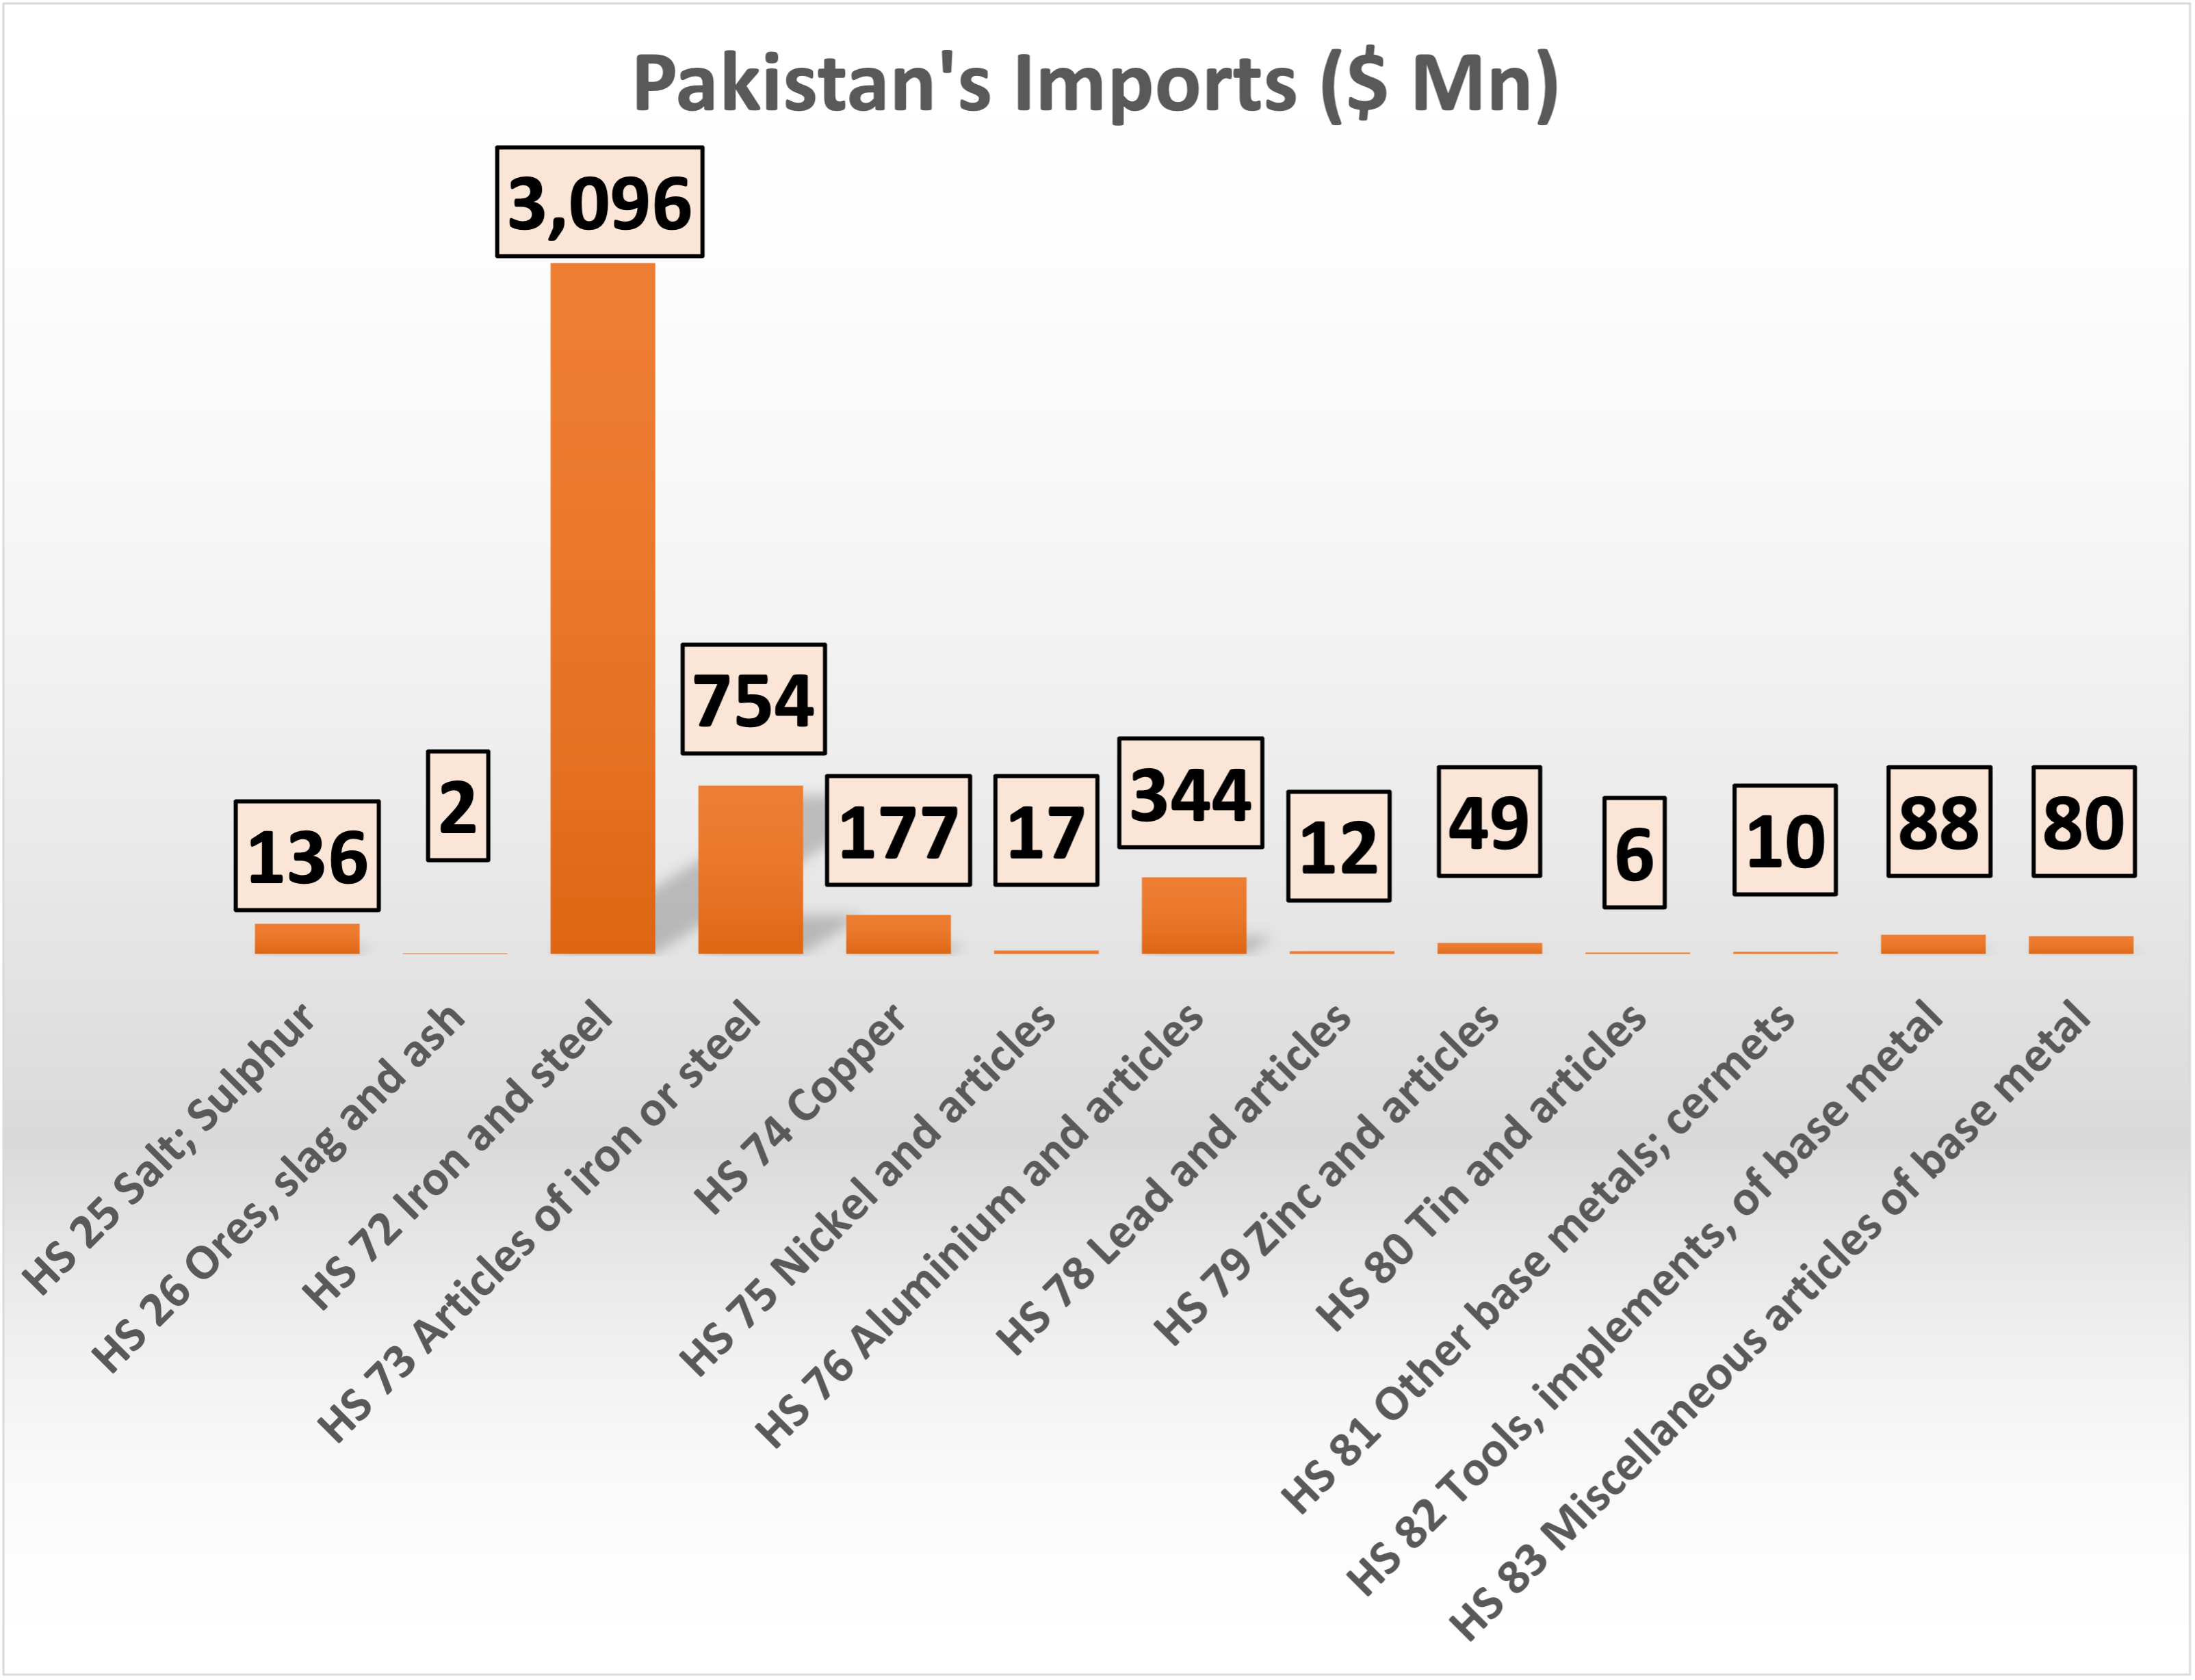 Pakistan's Imports ($ Mn)
3,096
754
136
2
177
17
344
12
49
6
10
88
80
HS 25 Salt; Sulphur
HS 26 Ores, slag and ash
HS 72 Iron and steel
HS 73 Articles of iron or steel
HS 74 Copper
HS 75 Nickel and articles
HS 76 Aluminium and articles
HS 78 Lead and articles
HS 79 Zinc and articles
HS 80 Tin and articles
HS 81 Other base metals; cermets
HS 82 Tools, implements, of base metal
HS 83 Miscellaneous articles of base metal